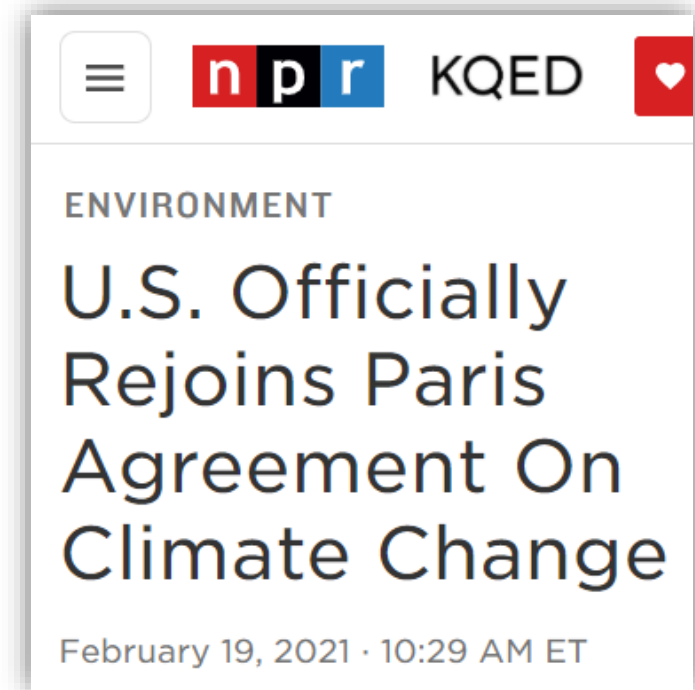 npr KQED
ENVIRONMENT
U.S. Officially
Rejoins Paris
Agreement On
Climate Change
February 19, 2021 · 10:29 AM ET